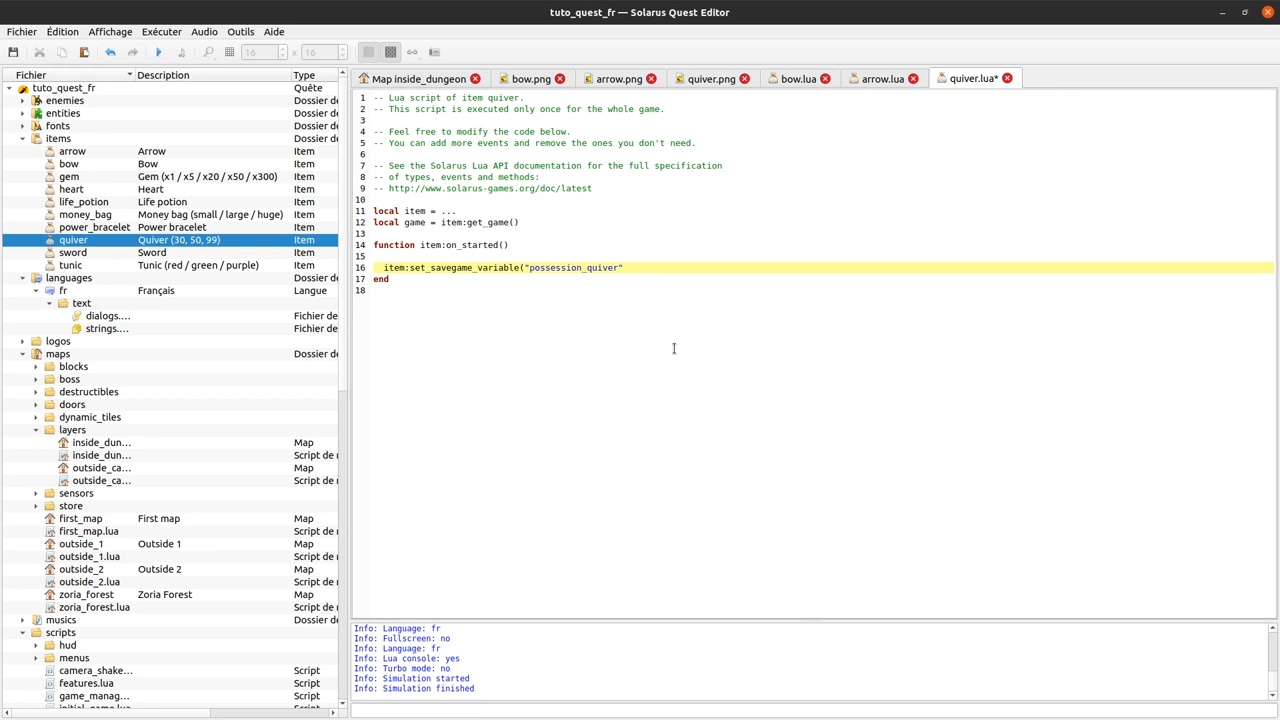 tuto_quest_fr — Solarus Quest Editor
Fichier Édition Affichage Exécuter Audio Outils Aide
16 x 16
Fichier Description Type
tuto_quest_fr Quête
enemies Dossier de
entities Dossier de
fonts Dossier de
items Dossier de
arrow Arrow Item
bow Bow Item
gem Gem (x1 / x5 / x20 / x50 / x300) Item
heart Heart Item
life_potion Life potion Item
money_bag Money bag (small / large / huge) Item
power_bracelet Power bracelet Item
quiver Quiver (30, 50, 99) Item
sword Sword Item
tunic Tunic (red / green / purple) Item
languages Dossier de
fr Français Langue
text
dialogs.... Fichier de
strings.... Fichier de
logos
maps Dossier de
blocks
boss
destructibles
doors
dynamic_tiles
layers
inside_dun... Map
inside_dun... Script de
outside_ca... Map
outside_ca... Script de
sensors
store
first_map First map Map
first_map.lua Script de
outside_1 Outside 1 Map
outside_1.lua Script de
outside_2 Outside 2 Map
outside_2.lua Script de
zoria_forest Zoria Forest Map
zoria_forest.lua Script de
musics Dossier de
scripts
hud
menus
camera_shake... Script
features.lua Script
game_manag... Script
Map inside_dungeon bow.png arrow.png quiver.png bow.lua arrow.lua quiver.lua*
1 -- Lua script of item quiver.
2 -- This script is executed only once for the whole game.
3
4 -- Feel free to modify the code below.
5 -- You can add more events and remove the ones you don't need.
6
7 -- See the Solarus Lua API documentation for the full specification
8 -- of types, events and methods:
9 -- http://www.solarus-games.org/doc/latest
10
11 local item = ...
12 local game = item:get_game()
13
14 function item:on_started()
15
16 item:set_savegame_variable("possession_quiver"
17 end
18
Info: Language: fr
Info: Fullscreen: no
Info: Language: fr
Info: Lua console: yes
Info: Turbo mode: no
Info: Simulation started
Info: Simulation finished